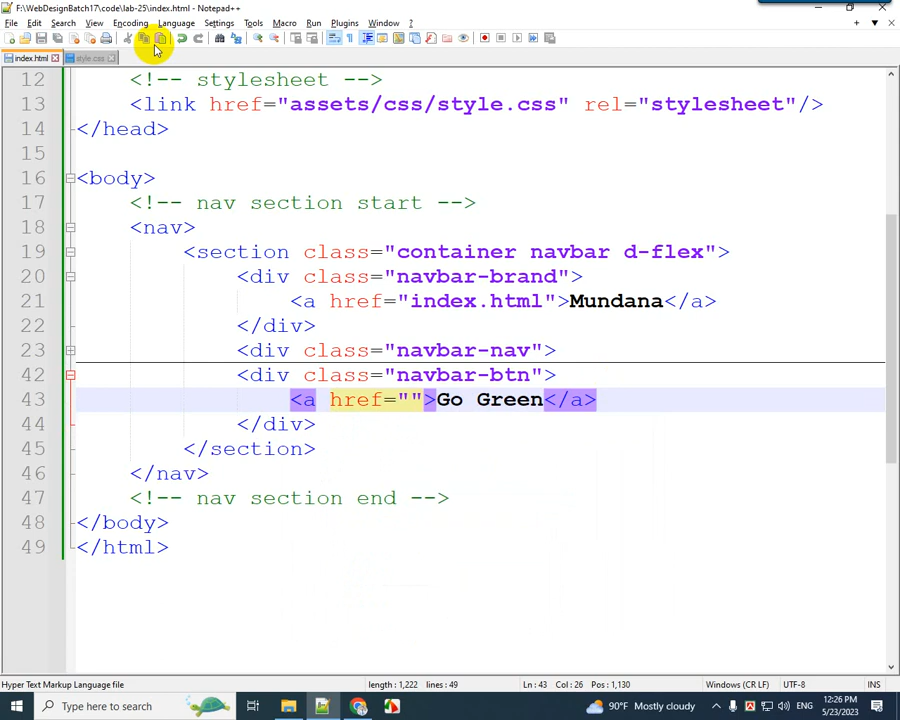 F:\WebDesignBatch17\code\lab-25\index.html - Notepad++
File Edit Search View Encoding Language Settings Tools Macro Run Plugins Window ?
index.html style.css
12 <!-- stylesheet -->
13 <link href="assets/css/style.css" rel="stylesheet"/>
14 </head>
15
16 <body>
17 <!-- nav section start -->
18 <nav>
19 <section class="container navbar d-flex">
20 <div class="navbar-brand">
21 <a href="index.html">Mundana</a>
22 </div>
23 <div class="navbar-nav">
42 <div class="navbar-btn">
43 <a href="">Go Green</a>
44 </div>
45 </section>
46 </nav>
47 <!-- nav section end -->
48 </body>
49 </html>
Hyper Text Markup Language file length : 1,222 lines : 49 Ln : 43 Col : 26 Pos : 1,130 Windows (CR LF) UTF-8 INS
Type here to search 90°F Mostly cloudy 12:26 PM
5/23/2023